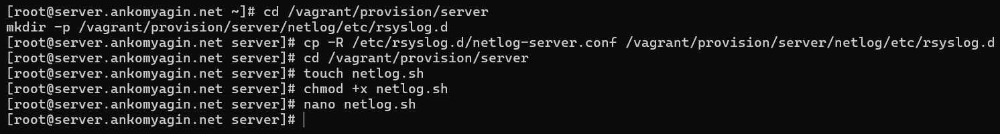 [root@server.ankomyagin.net ~]# cd /vagrant/provision/server
mkdir -p /vagrant/provision/server/netlog/etc/rsyslog.d
[root@server.ankomyagin.net server]# cp -R /etc/rsyslog.d/netlog-server.conf /vagrant/provision/server/netlog/etc/rsyslog.d
[root@server.ankomyagin.net server]# cd /vagrant/provision/server
[root@server.ankomyagin.net server]# touch netlog.sh
[root@server.ankomyagin.net server]# chmod +x netlog.sh
[root@server.ankomyagin.net server]# nano netlog.sh
[root@server.ankomyagin.net server]#